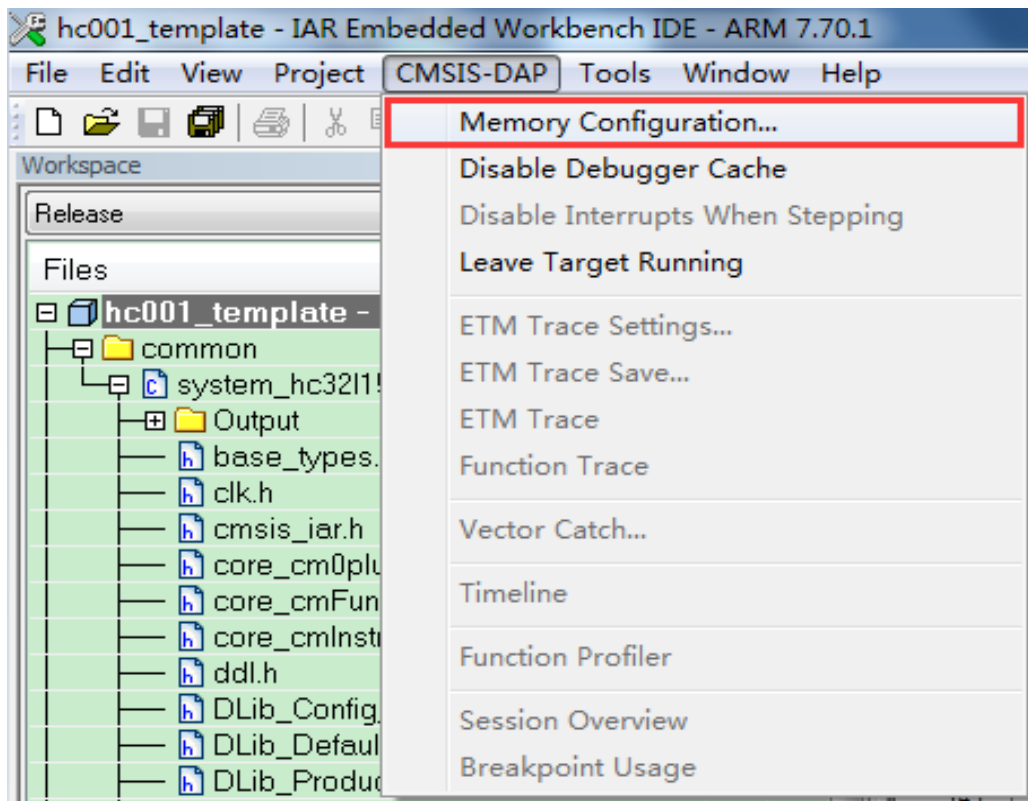 hc001_template - IAR Embedded Workbench IDE - ARM 7.70.1
File Edit View Project CMSIS-DAP Tools Window Help
Memory Configuration...
Disable Debugger Cache
Disable Interrupts When Stepping
Leave Target Running
ETM Trace Settings...
ETM Trace Save...
ETM Trace
Function Trace
Vector Catch...
Timeline
Function Profiler
Session Overview
Breakpoint Usage
Workspace
Release
Files
hc001_template -
common
system_hc32l1
Output
base_types.
clk.h
cmsis_iar.h
core_cm0plu
core_cmFun
core_cmInst
ddl.h
DLib_Config
DLib_Defaul
DLib_Produ